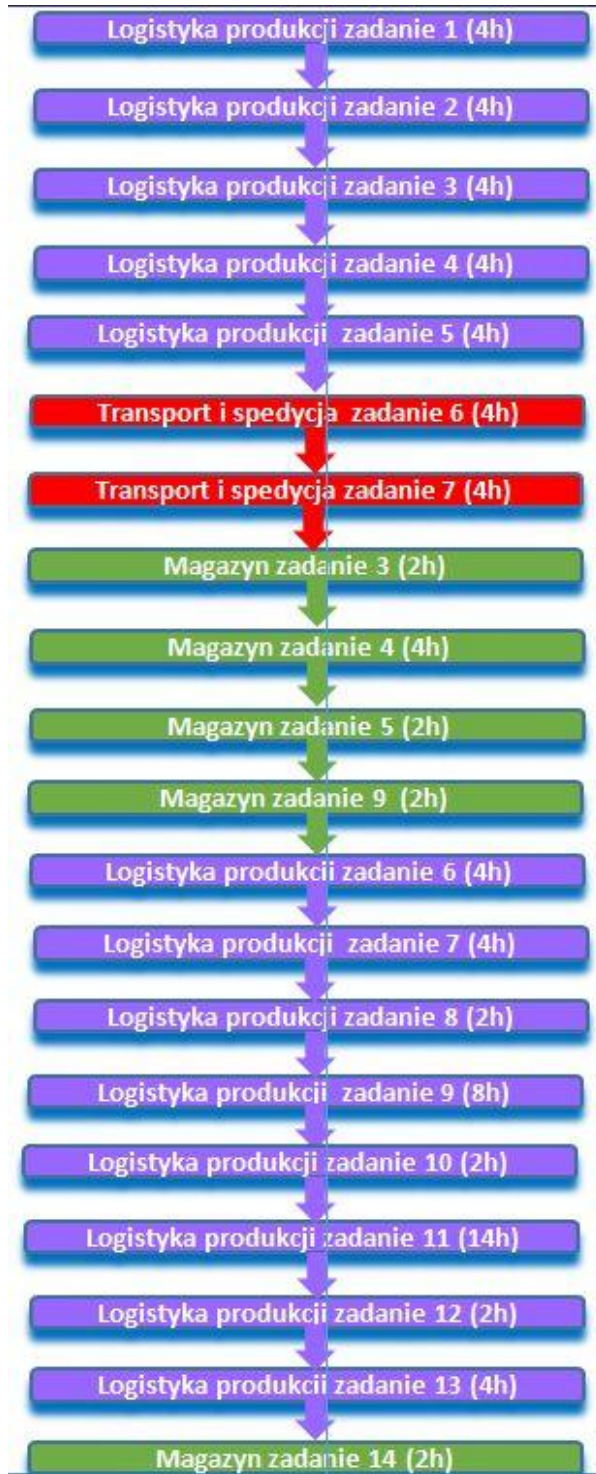 Logistyka produkcji zadanie 1 (4h)
Logistyka produkcji zadanie 2 (4h)
Logistyka produkcji zadanie 3 (4h)
Logistyka produkcji zadanie 4 (4h)
Logistyka produkcji zadanie 5 (4h)
Transport i spedycja zadanie 6 (4h)
Transport i spedycja zadanie 7 (4h)
Magazyn zadanie 3 (2h)
Magazyn zadanie 4 (4h)
Magazyn zadanie 5 (2h)
Magazyn zadanie 9 (2h)
Logistyka produkcji zadanie 6 (4h)
Logistyka produkcji zadanie 7 (4h)
Logistyka produkcji zadanie 8 (2h)
Logistyka produkcji zadanie 9 (8h)
Logistyka produkcji zadanie 10 (2h)
Logistyka produkcji zadanie 11 (14h)
Logistyka produkcji zadanie 12 (2h)
Logistyka produkcji zadanie 13 (4h)
Magazyn zadanie 14 (2h)